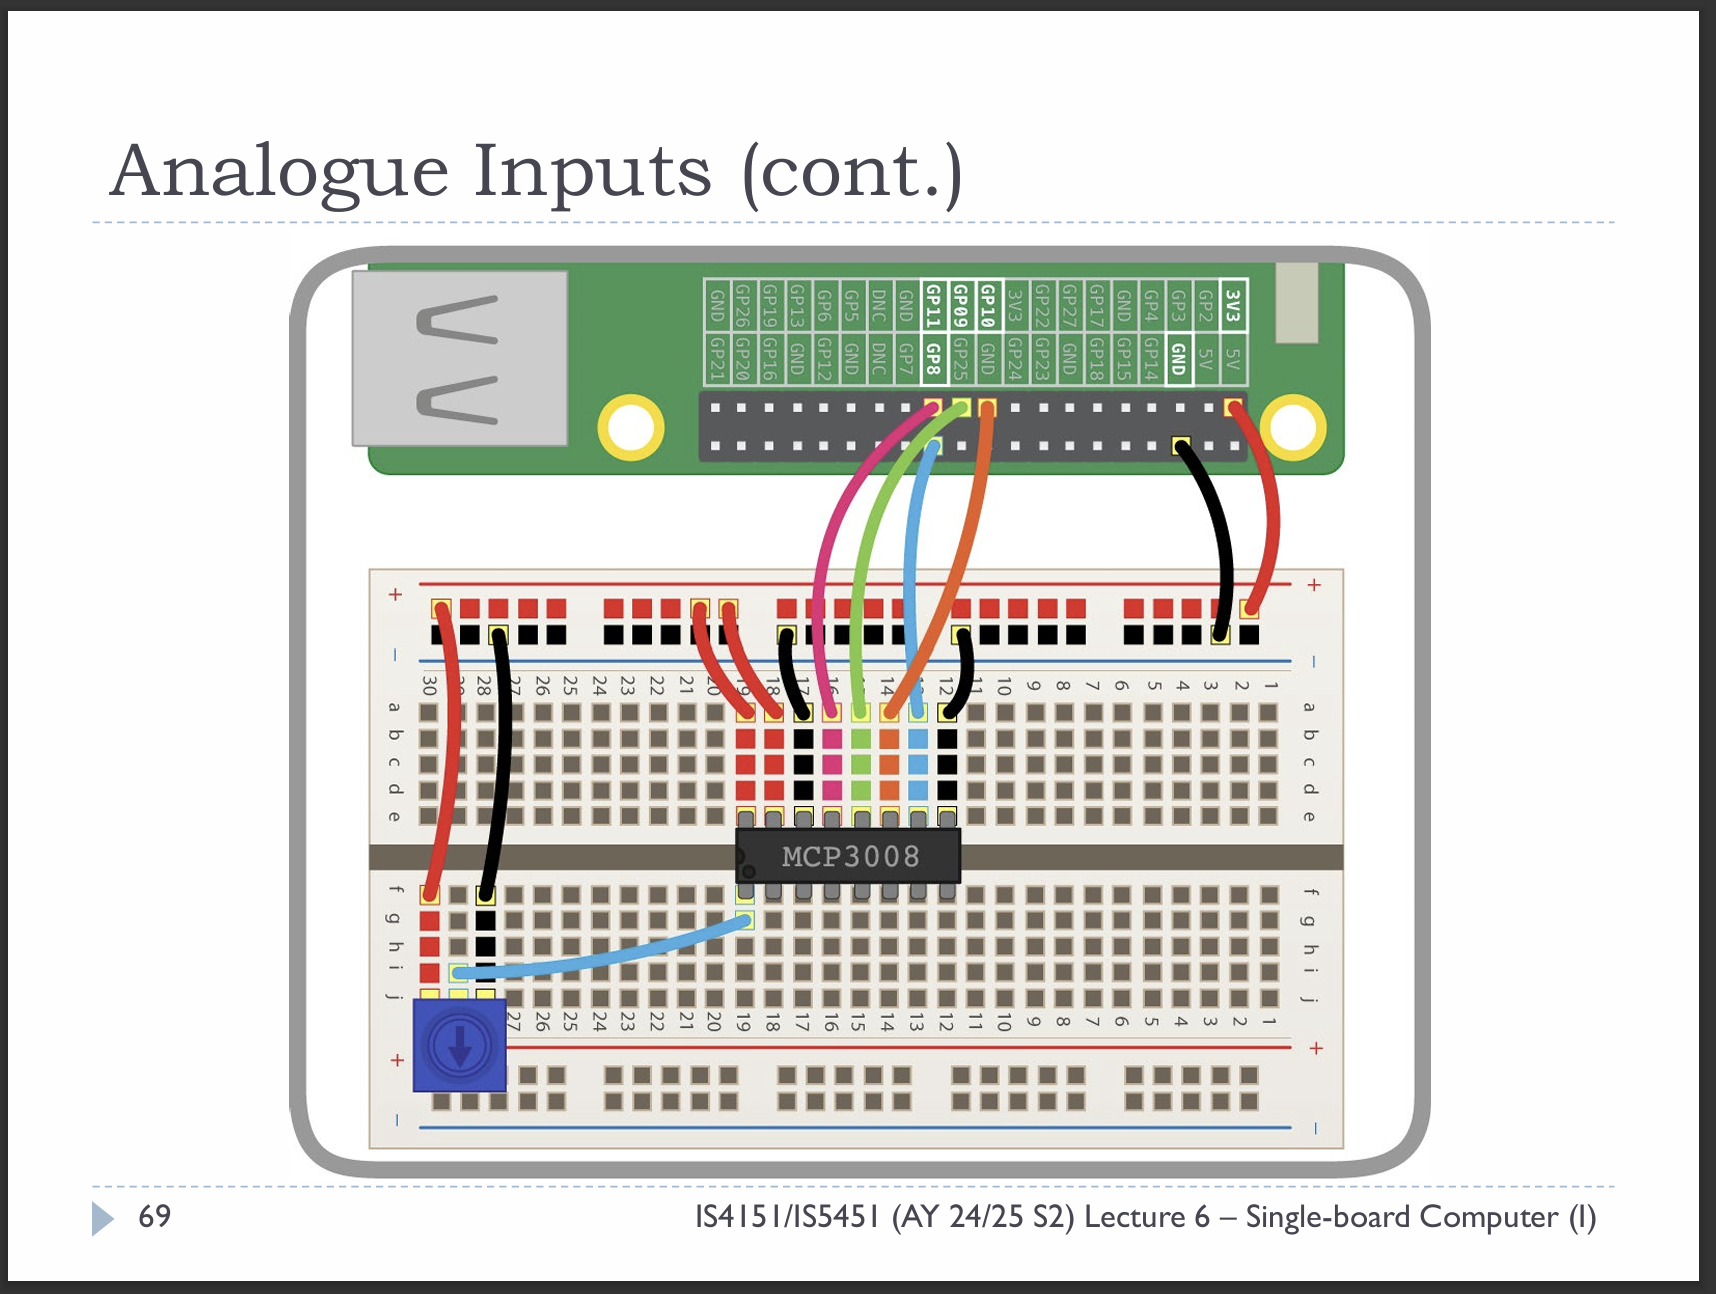 Analogue Inputs (cont.)
GND GP26 GP19 GP13 GP6 GP5 DNC GND GP11 GP09 GP10 3V3 GP22 GP27 GP17 GND GP4 GP3 GP2 3V3
GP21 GP20 GP16 GND GP12 GND DNC GP7 GP8 GP25 GND GP24 GP23 GND GP18 GP15 GP14 GND 5V 5V
+ +
– –
30 28 27 26 25 24 23 22 21 20 19 18 17 16 14 12 11 10 9 8 7 6 5 4 3 2 1
a a
b b
c c
d d
e e
MCP3008
f f
g g
h h
i i
j j
27 26 25 24 23 22 21 20 19 18 17 16 15 14 13 12 11 10 9 8 7 6 5 4 3 2 1
+ +
– –
69 IS4151/IS5451 (AY 24/25 S2) Lecture 6 – Single-board Computer (I)